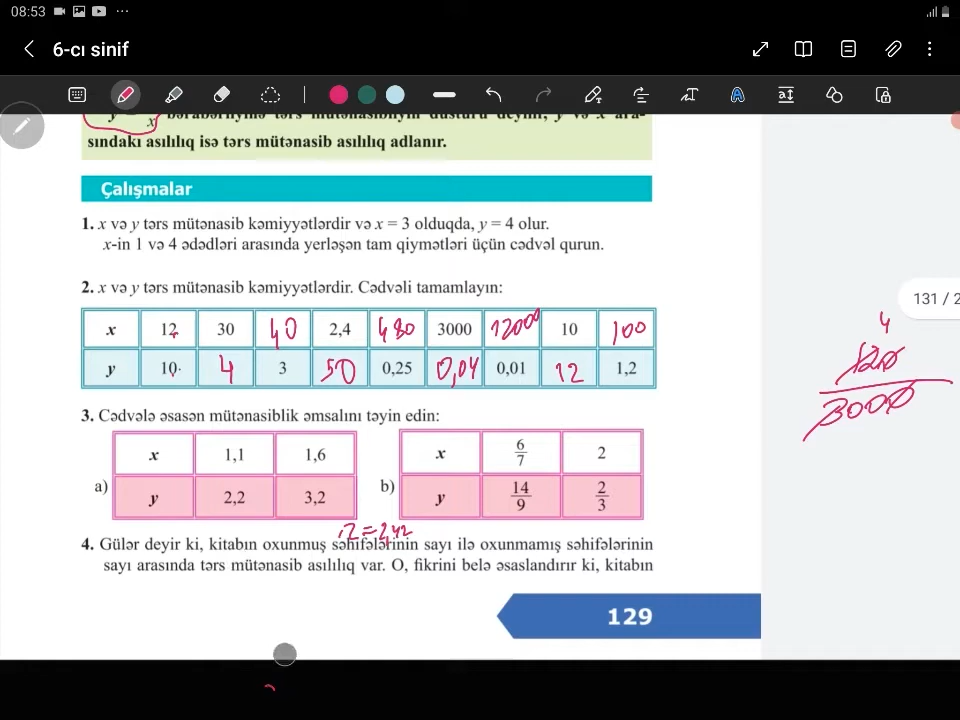 08:53
6-cı sinif
sındakı asılılıq isə tərs mütənasib asılılıq adlanır.
Çalışmalar
1. x və y tərs mütənasib kəmiyyətlərdir və x = 3 olduqda, y = 4 olur.
x-in 1 və 4 ədədləri arasında yerləşən tam qiymətləri üçün cədvəl qurun.
2. x və y tərs mütənasib kəmiyyətlərdir. Cədvəli tamamlayın:
x 12 30 40 2,4 480 3000 12000 10 100
y 10 4 3 50 0,25 0,04 0,01 12 1,2
131 / 2
4
120
3000
3. Cədvələ əsasən mütənasiblik əmsalını təyin edin:
a)
x 1,1 1,6
y 2,2 3,2
b)
x 6/7 2
y 14/9 2/3
2=2,42
4. Gülər deyir ki, kitabın oxunmuş səhifələrinin sayı ilə oxunmamış səhifələrinin
sayı arasında tərs mütənasib asılılıq var. O, fikrini belə əsaslandırır ki, kitabın
129